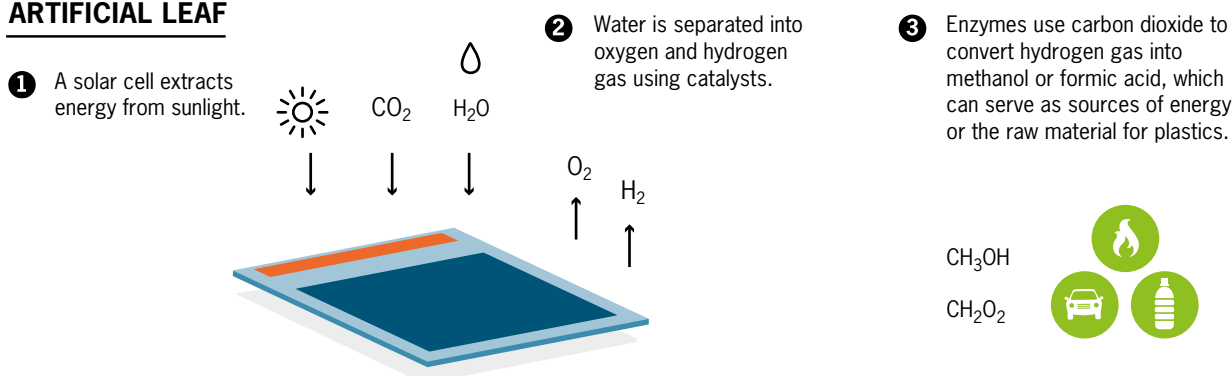 ARTIFICIAL LEAF
1 A solar cell extracts
energy from sunlight.
CO₂
H₂O
2 Water is separated into
oxygen and hydrogen
gas using catalysts.
O₂
H₂
3 Enzymes use carbon dioxide to
convert hydrogen gas into
methanol or formic acid, which
can serve as sources of energy
or the raw material for plastics.
CH₃OH
CH₂O₂